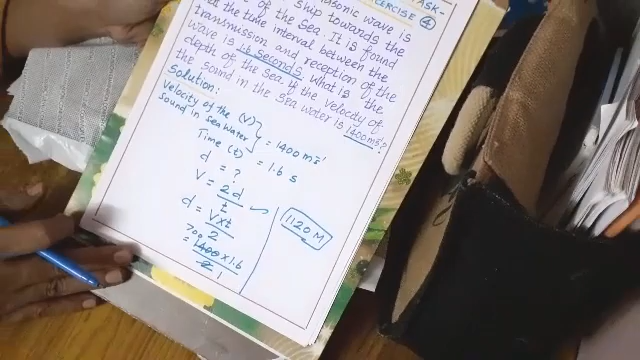 TASK-
EXERCISE 4
wave is
Ship towards the
of the Sea. It is found
the time interval between the
transmission and reception of the
wave is 1.6 seconds. What is the
depth of the sea if the velocity of
the sound in the sea water is 1400 ms⁻¹?
Solution:
Velocity of the (V)
sound in sea water } = 1400 ms⁻¹
Time (t) = 1.6 s
d = ?
V = 2d/t
d = V×t/2
= 700 1400 × 1.6 / 2 1
1120 M